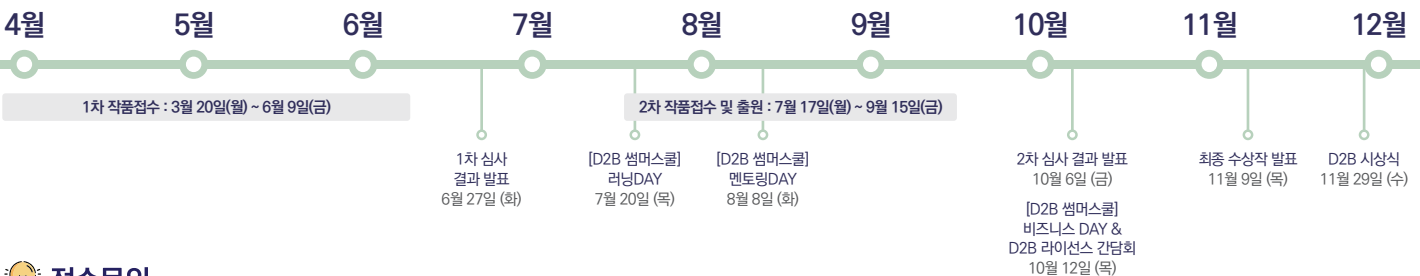 4월 5월 6월 7월 8월 9월 10월 11월 12월
1차 작품접수 : 3월 20일(월) ~ 6월 9일(금)
2차 작품접수 및 출원 : 7월 17일(월) ~ 9월 15일(금)
1차 심사
결과 발표
6월 27일 (화)
[D2B 썸머스쿨]
러닝DAY
7월 20일 (목)
[D2B 썸머스쿨]
멘토링DAY
8월 8일 (화)
2차 심사 결과 발표
10월 6일 (금)
[D2B 썸머스쿨]
비즈니스 DAY &
D2B 라이선스 간담회
10월 12일 (목)
최종 수상작 발표
11월 9일 (목)
D2B 시상식
11월 29일 (수)